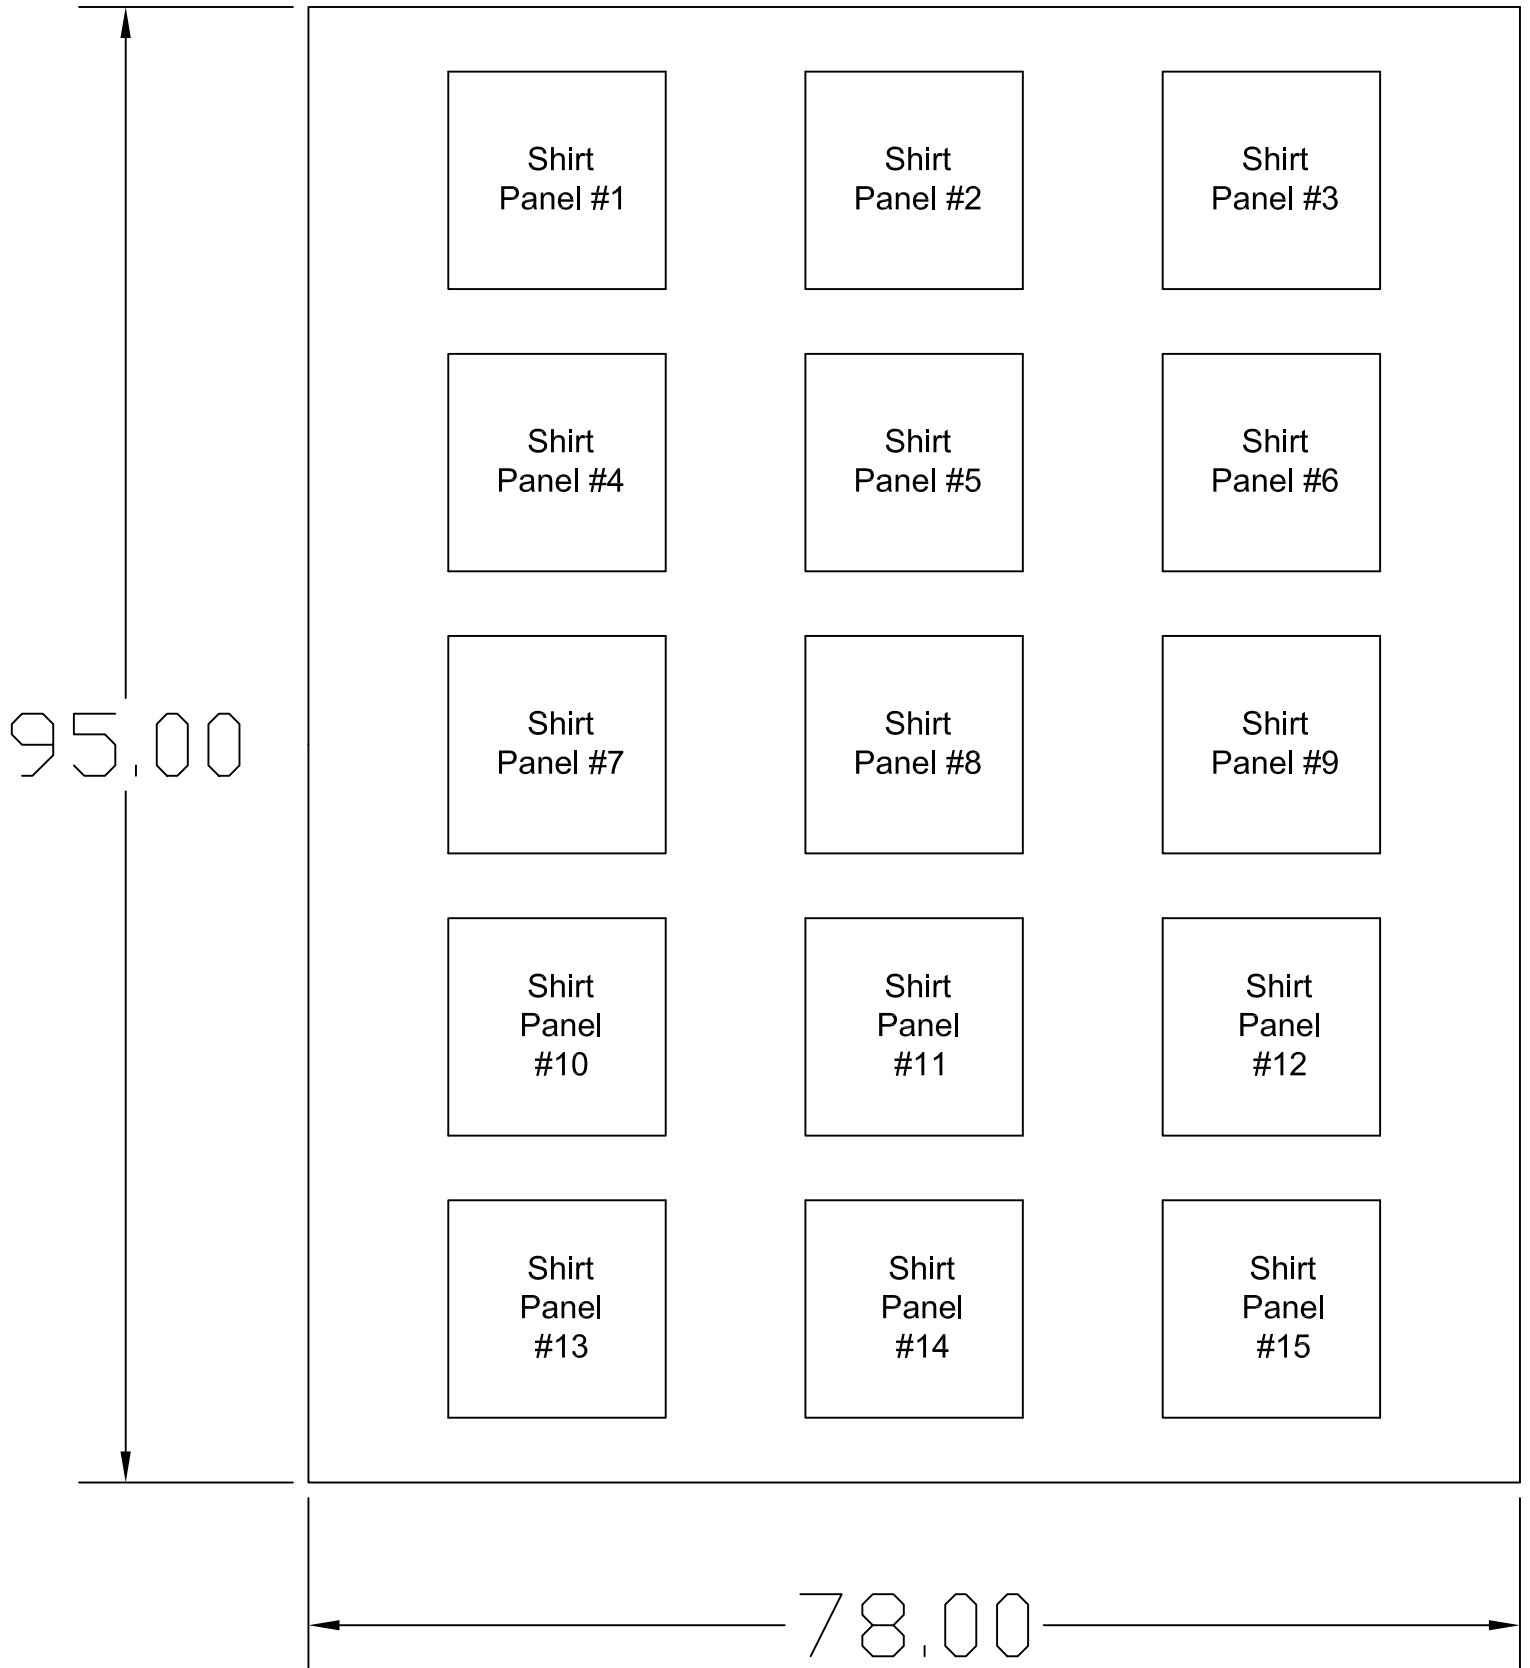 Shirt
Panel #1
Shirt
Panel #2
Shirt
Panel #3
Shirt
Panel #4
Shirt
Panel #5
Shirt
Panel #6
95.00
Shirt
Panel #7
Shirt
Panel #8
Shirt
Panel #9
Shirt
Panel
#10
Shirt
Panel
#11
Shirt
Panel
#12
Shirt
Panel
#13
Shirt
Panel
#14
Shirt
Panel
#15
78.00